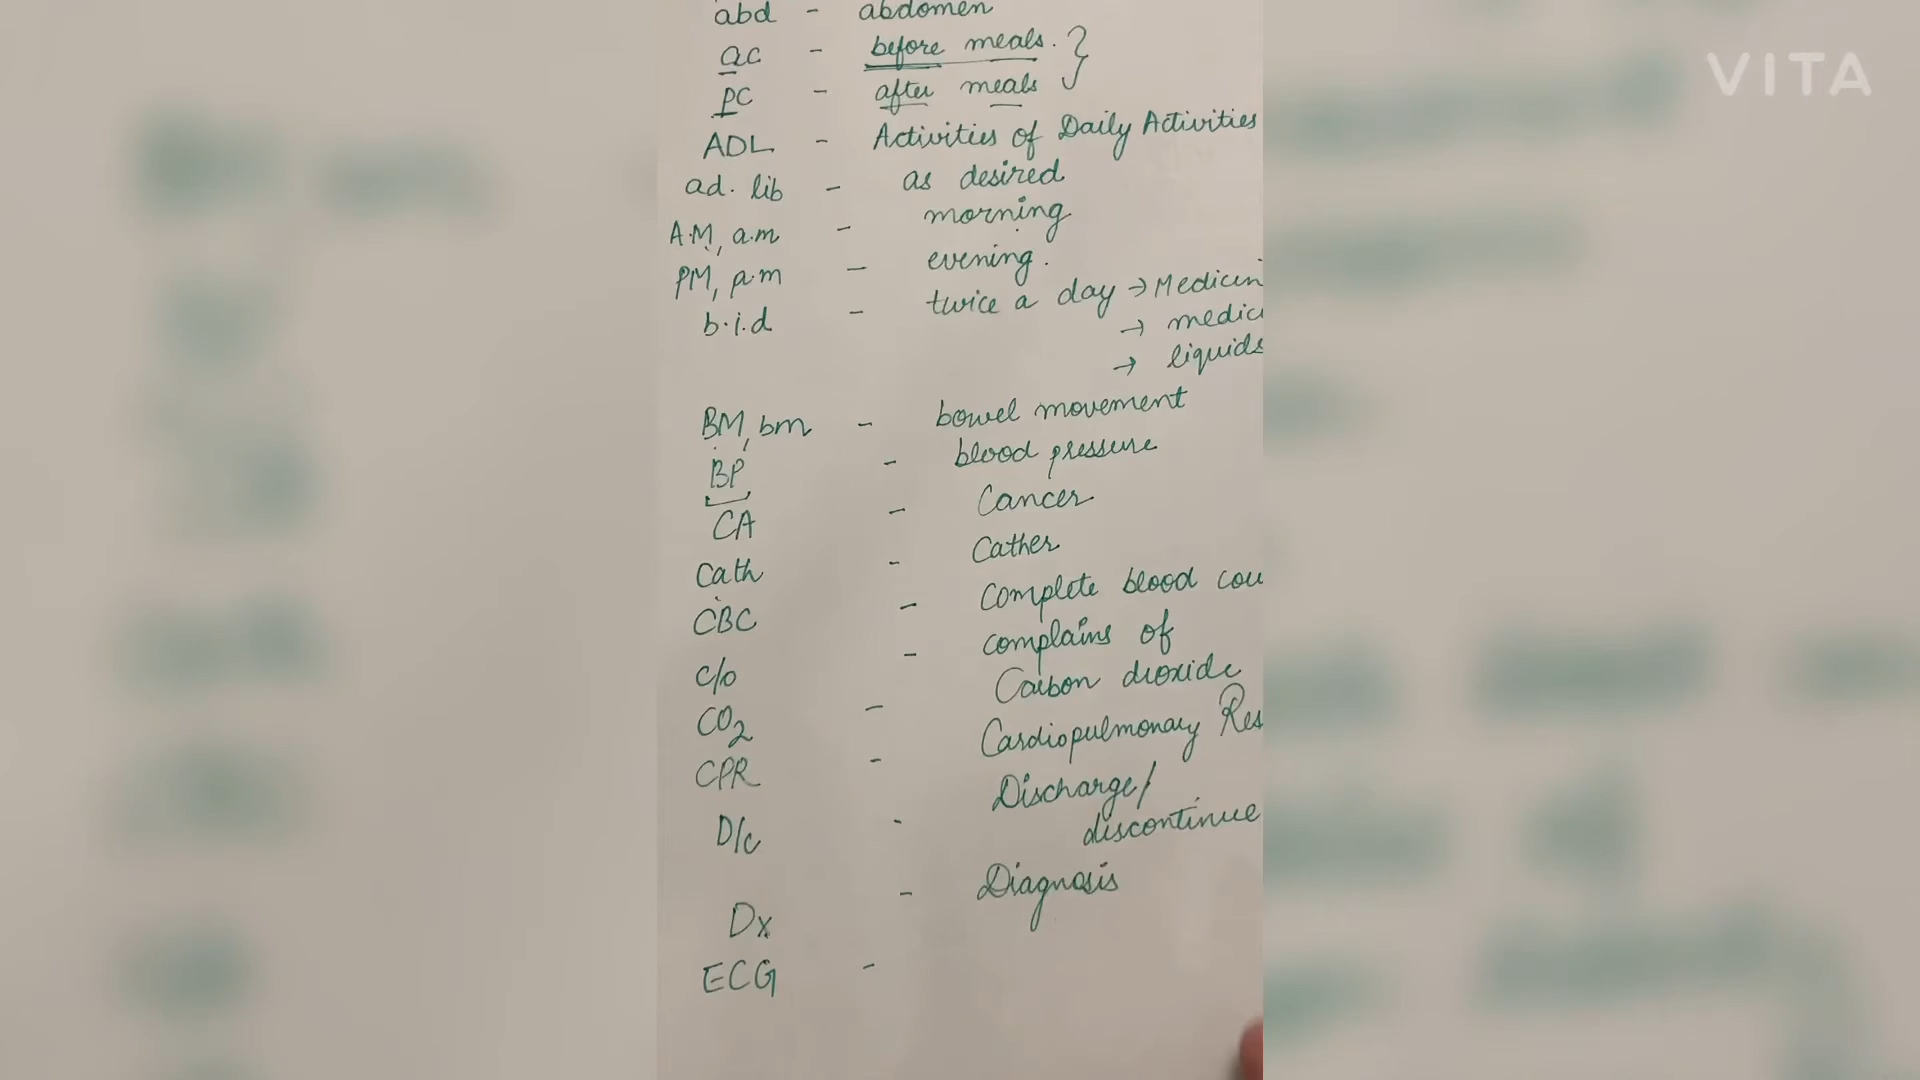 VITA
abd - abdomen
ac - before meals. }
pc - after meals
ADL - Activities of Daily Activities
ad. lib - as desired
A.M, a.m - morning
PM, p.m - evening.
b.i.d - twice a day → Medicin
→ medici
→ liquids
BM, bm - bowel movement
BP - blood pressure
CA - Cancer
Cath - Cather
CBC - Complete blood cou
c/o - complains of
CO2 - Carbon dioxide
CPR - Cardiopulmonary Res
D/c - Discharge/
discontinue
Dx - Diagnosis
ECG -